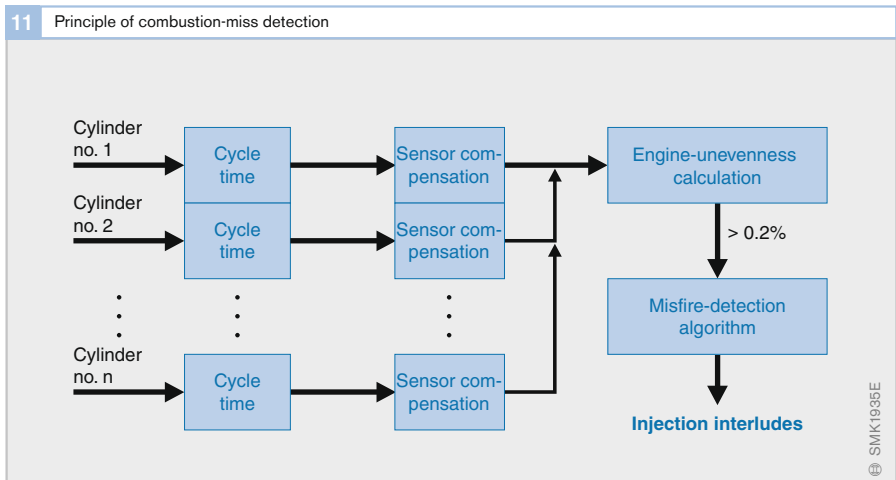 11 Principle of combustion-miss detection
Cylinder
no. 1
Cycle
time
Sensor com-
pensation
Engine-unevenness
calculation
Cylinder
no. 2
Cycle
time
Sensor com-
pensation
> 0.2%
Misfire-detection
algorithm
Cylinder
no. n
Cycle
time
Sensor com-
pensation
Injection interludes
© SMK1935E